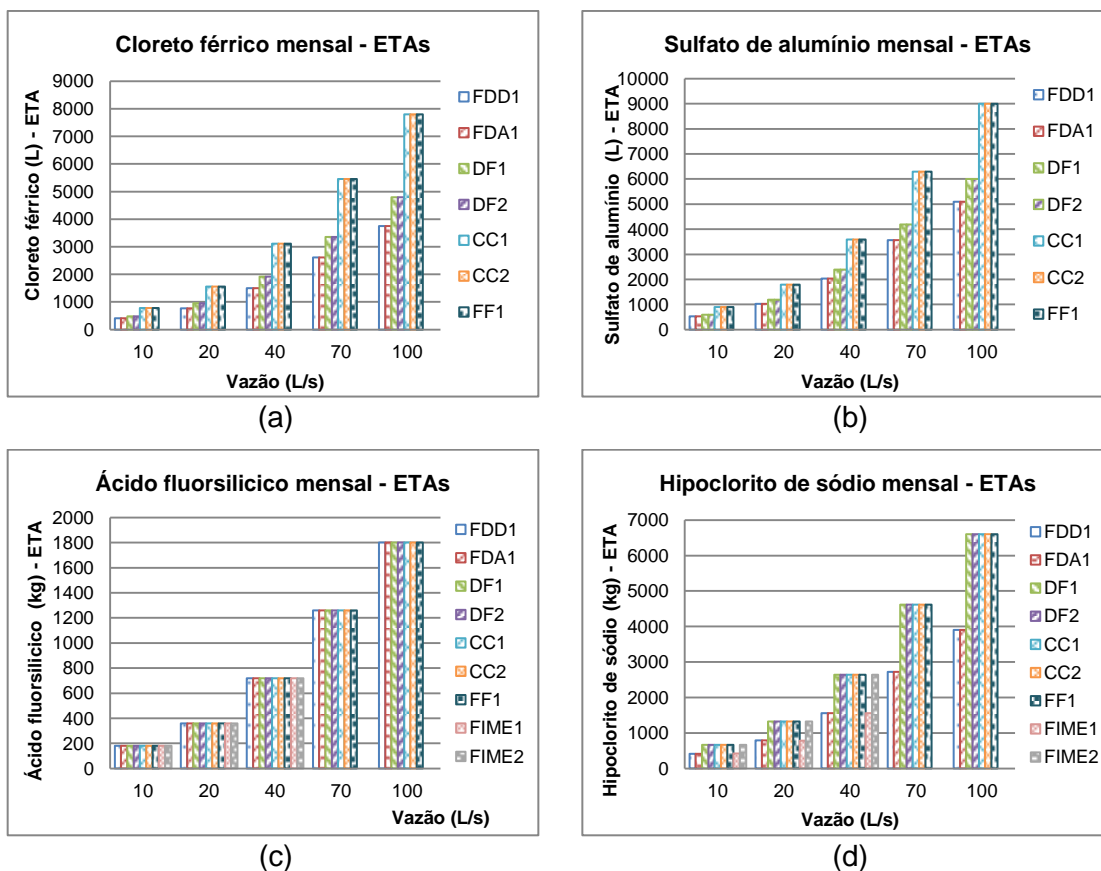 Cloreto férrico mensal - ETAs
Cloreto férrico (L) - ETA
9000
8000
7000
6000
5000
4000
3000
2000
1000
0
10 20 40 70 100
Vazão (L/s)
FDD1
FDA1
DF1
DF2
CC1
CC2
FF1
(a)
Sulfato de alumínio mensal - ETAs
Sulfato de alumínio (L) - ETA
10000
9000
8000
7000
6000
5000
4000
3000
2000
1000
0
10 20 40 70 100
Vazão (L/s)
FDD1
FDA1
DF1
DF2
CC1
CC2
FF1
(b)
Ácido fluorsilicico mensal - ETAs
Ácido fluorsilicico (kg) - ETA
2000
1800
1600
1400
1200
1000
800
600
400
200
0
10 20 40 70 100
Vazão (L/s)
FDD1
FDA1
DF1
DF2
CC1
CC2
FF1
FIME1
FIME2
(c)
Hipoclorito de sódio mensal - ETAs
Hipoclorito de sódio (kg) - ETA
7000
6000
5000
4000
3000
2000
1000
0
10 20 40 70 100
Vazão (L/s)
FDD1
FDA1
DF1
DF2
CC1
CC2
FF1
FIME1
FIME2
(d)